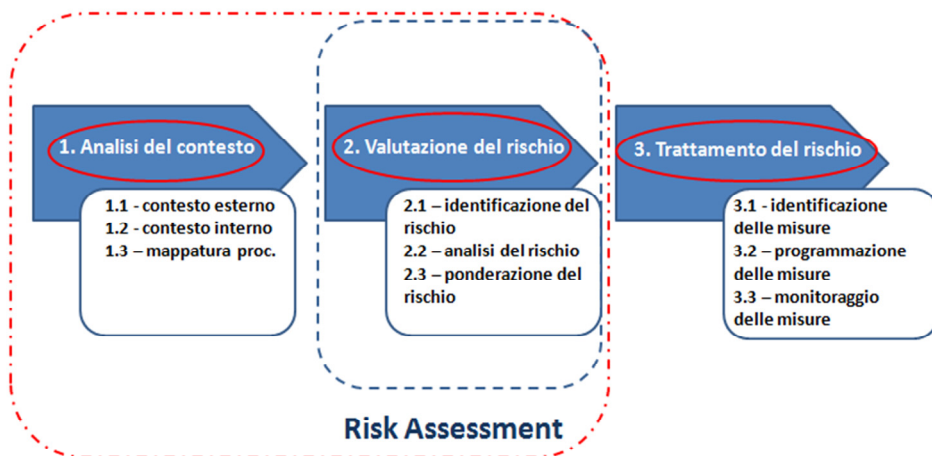 1. Analisi del contesto
1.1 - contesto esterno
1.2 - contesto interno
1.3 – mappatura proc.
2. Valutazione del rischio
2.1 – identificazione del
rischio
2.2 – analisi del rischio
2.3 – ponderazione del
rischio
3. Trattamento del rischio
3.1 - identificazione
delle misure
3.2 – programmazione
delle misure
3.3 – monitoraggio
delle misure
Risk Assessment